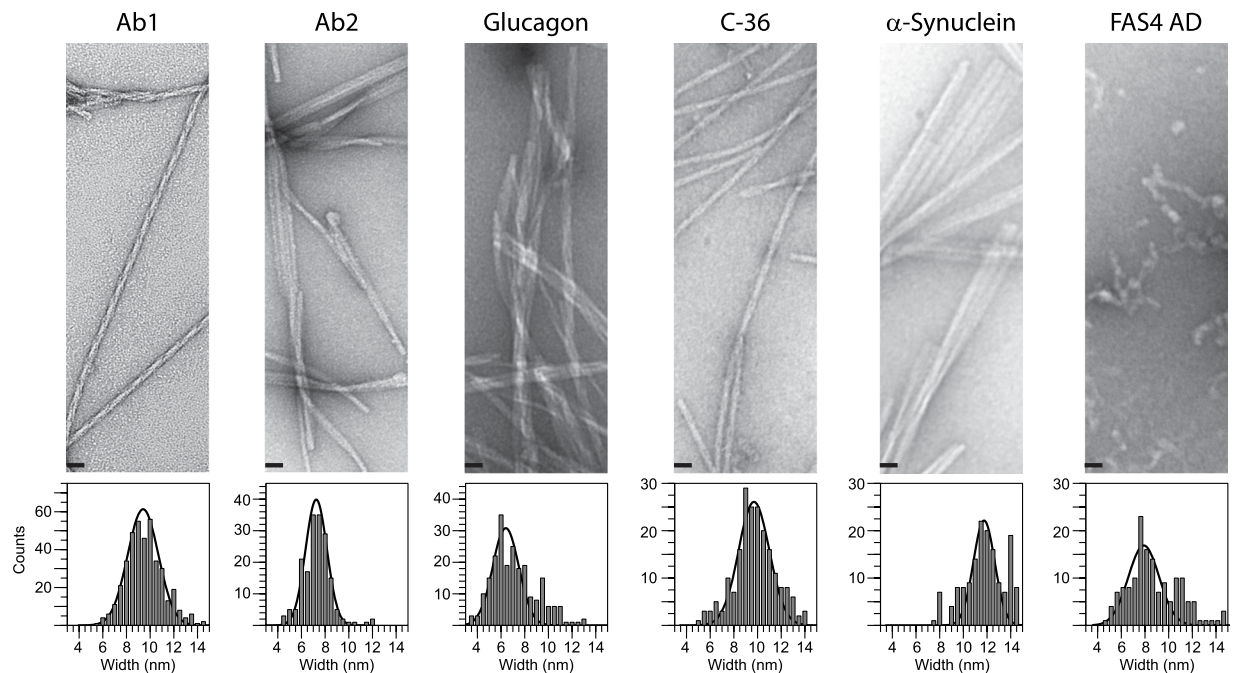 Ab1 Ab2 Glucagon C-36 α-Synuclein FAS4 AD
60 40 40 30 30 30
30 30
40 20 20 20
20 20
20 10 10 10
10 10
Counts
4 6 8 10 12 14 4 6 8 10 12 14 4 6 8 10 12 14 4 6 8 10 12 14 4 6 8 10 12 14 4 6 8 10 12 14
Width (nm) Width (nm) Width (nm) Width (nm) Width (nm) Width (nm)